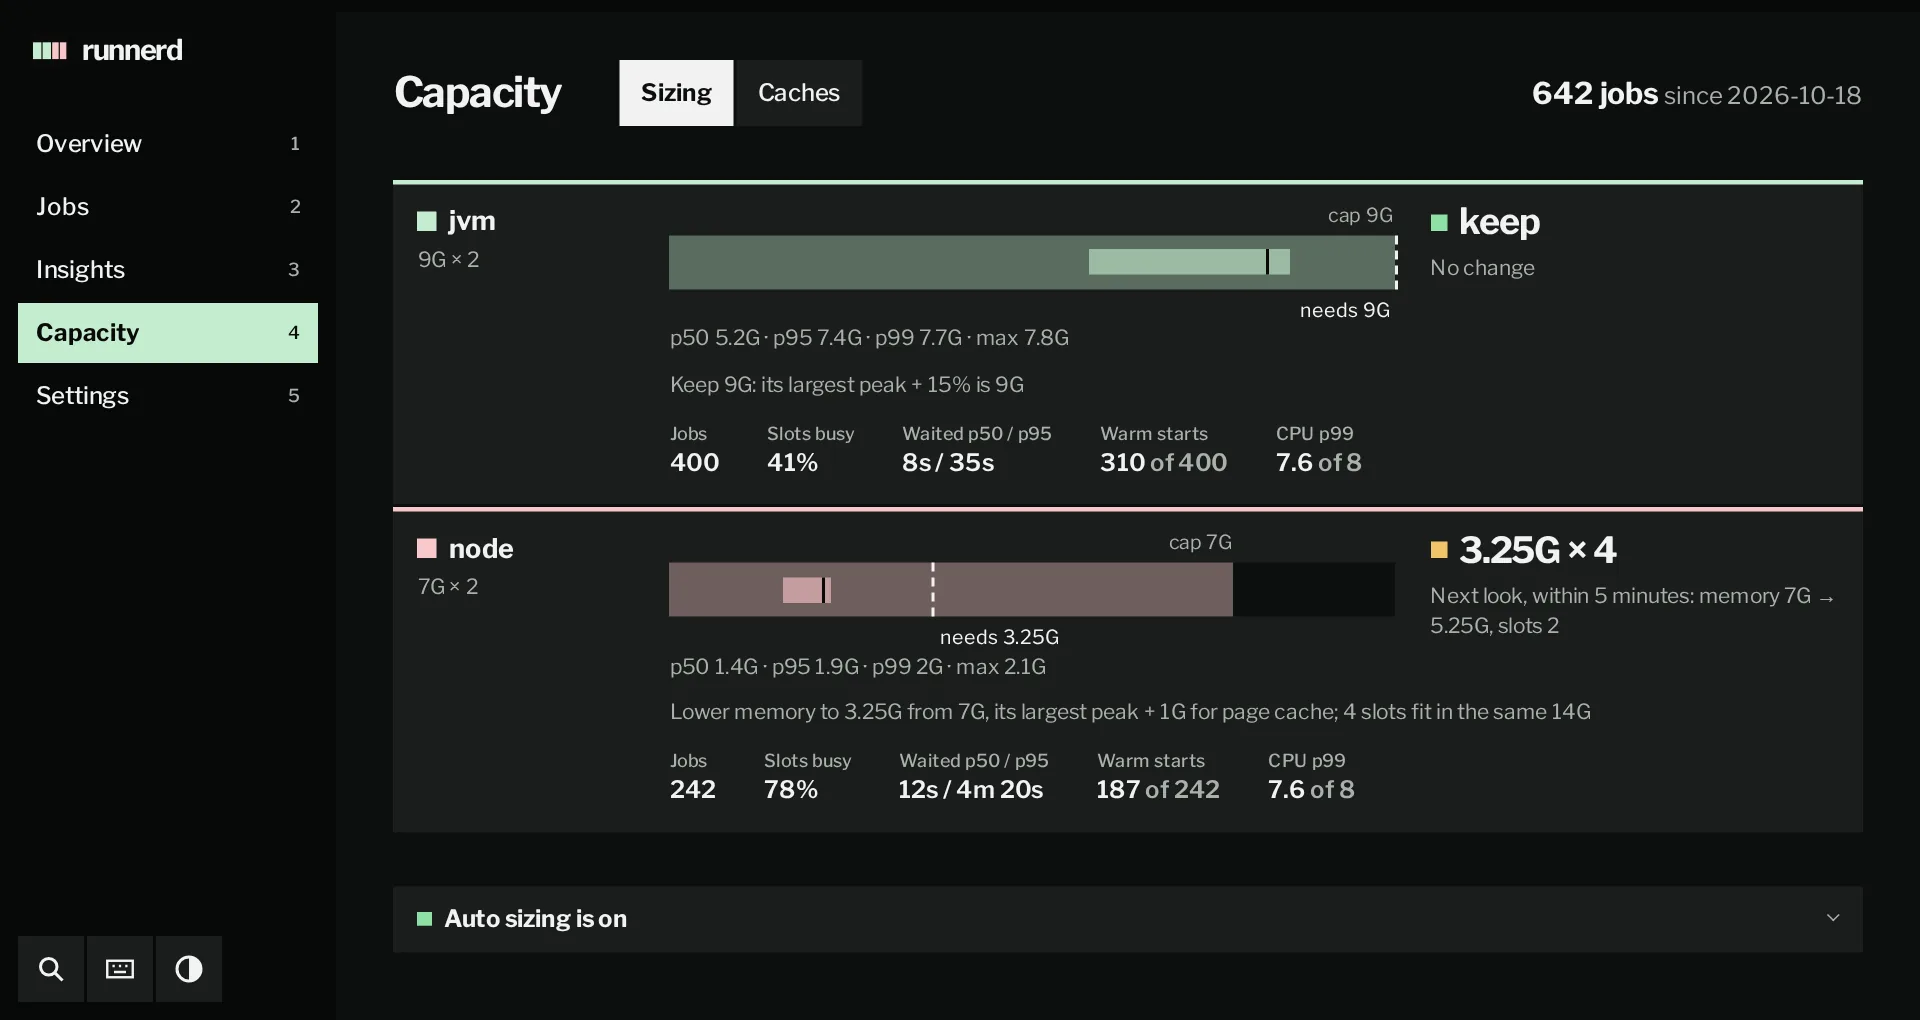 runnerd
Overview 1
Jobs 2
Insights 3
Capacity 4
Settings 5
Capacity
Sizing
Caches
642 jobs since 2026-10-18
jvm
9G × 2
cap 9G
needs 9G
p50 5.2G · p95 7.4G · p99 7.7G · max 7.8G
Keep 9G: its largest peak + 15% is 9G
Jobs Slots busy Waited p50 / p95 Warm starts CPU p99
400 41% 8s / 35s 310 of 400 7.6 of 8
keep
No change
node
7G × 2
cap 7G
needs 3.25G
p50 1.4G · p95 1.9G · p99 2G · max 2.1G
Lower memory to 3.25G from 7G, its largest peak + 1G for page cache; 4 slots fit in the same 14G
Jobs Slots busy Waited p50 / p95 Warm starts CPU p99
242 78% 12s / 4m 20s 187 of 242 7.6 of 8
3.25G × 4
Next look, within 5 minutes: memory 7G →
5.25G, slots 2
Auto sizing is on